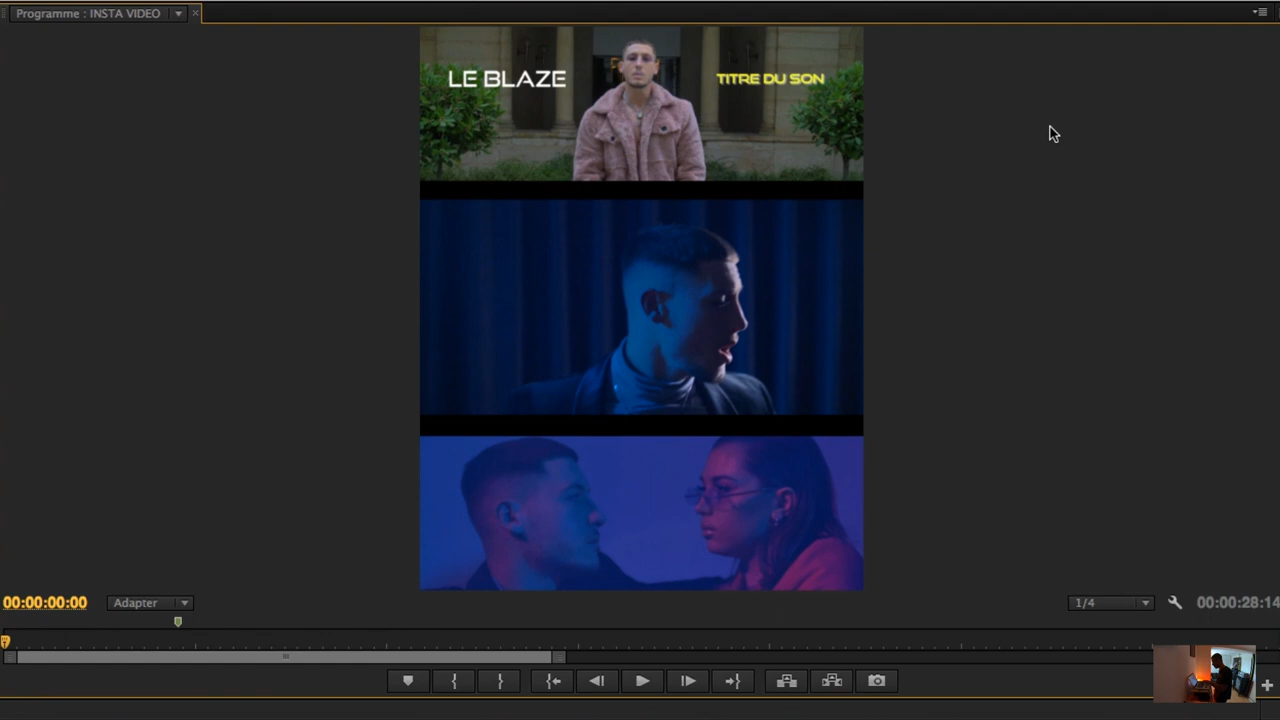 Programme : INSTA VIDEO
LE BLAZE
TITRE DU SON
00:00:00:00
Adapter
1/4
00:00:28:14